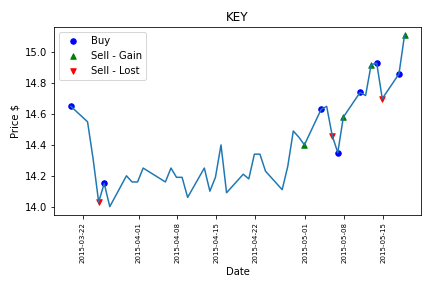 KEY
Buy
Sell - Gain
Sell - Lost
Price $
15.0
14.8
14.6
14.4
14.2
14.0
2015-03-22
2015-04-01
2015-04-08
2015-04-15
2015-04-22
2015-05-01
2015-05-08
2015-05-15
Date